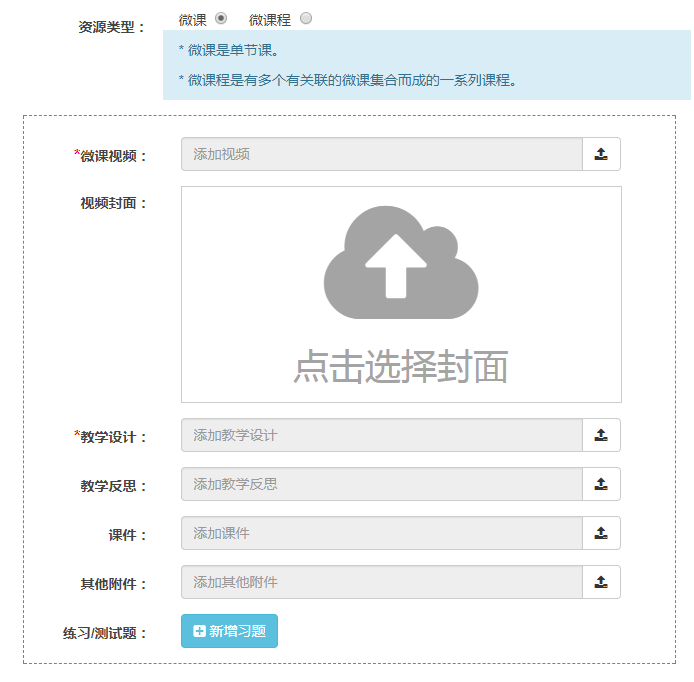 资源类型： 微课 微课程
* 微课是单节课。
* 微课程是有多个有关联的微课集合而成的一系列课程。
*微课视频： 添加视频
视频封面：
点击选择封面
*教学设计： 添加教学设计
教学反思： 添加教学反思
课件： 添加课件
其他附件： 添加其他附件
练习/测试题： 新增习题